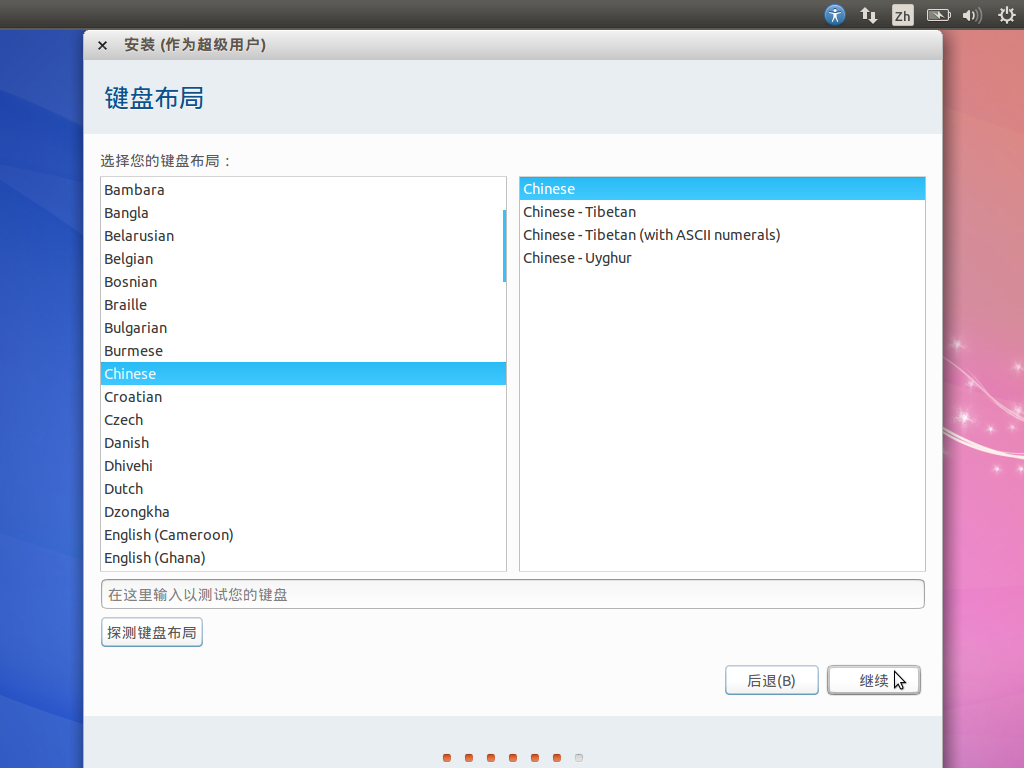 Zh
安装 (作为超级用户)
键盘布局
选择您的键盘布局：
Bambara
Bangla
Belarusian
Belgian
Bosnian
Braille
Bulgarian
Burmese
Chinese
Croatian
Czech
Danish
Dhivehi
Dutch
Dzongkha
English (Cameroon)
English (Ghana)
Chinese
Chinese - Tibetan
Chinese - Tibetan (with ASCII numerals)
Chinese - Uyghur
在这里输入以测试您的键盘
探测键盘布局
后退(B)
继续